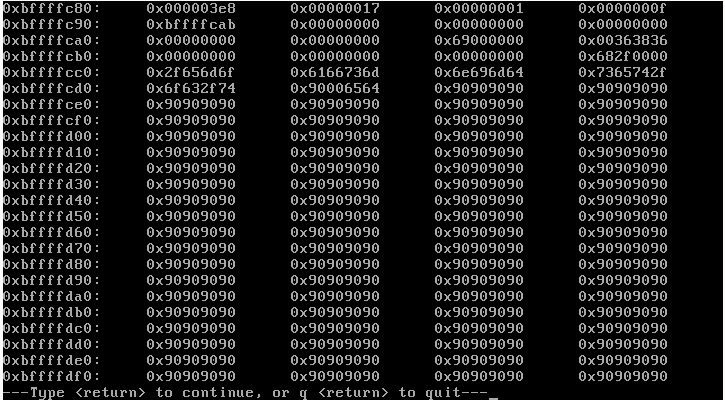 0xbffffc80: 0x000003e8 0x00000017 0x00000001 0x0000000f
0xbffffc90: 0xbffffcab 0x00000000 0x00000000 0x00000000
0xbffffca0: 0x00000000 0x00000000 0x69000000 0x00363836
0xbffffcb0: 0x00000000 0x00000000 0x00000000 0x682f0000
0xbffffcc0: 0x2f656d6f 0x6166736d 0x6e696d64 0x7365742f
0xbffffcd0: 0x6f632f74 0x90006564 0x90909090 0x90909090
0xbffffce0: 0x90909090 0x90909090 0x90909090 0x90909090
0xbffffcf0: 0x90909090 0x90909090 0x90909090 0x90909090
0xbffffd00: 0x90909090 0x90909090 0x90909090 0x90909090
0xbffffd10: 0x90909090 0x90909090 0x90909090 0x90909090
0xbffffd20: 0x90909090 0x90909090 0x90909090 0x90909090
0xbffffd30: 0x90909090 0x90909090 0x90909090 0x90909090
0xbffffd40: 0x90909090 0x90909090 0x90909090 0x90909090
0xbffffd50: 0x90909090 0x90909090 0x90909090 0x90909090
0xbffffd60: 0x90909090 0x90909090 0x90909090 0x90909090
0xbffffd70: 0x90909090 0x90909090 0x90909090 0x90909090
0xbffffd80: 0x90909090 0x90909090 0x90909090 0x90909090
0xbffffd90: 0x90909090 0x90909090 0x90909090 0x90909090
0xbffffda0: 0x90909090 0x90909090 0x90909090 0x90909090
0xbffffdb0: 0x90909090 0x90909090 0x90909090 0x90909090
0xbffffdc0: 0x90909090 0x90909090 0x90909090 0x90909090
0xbffffdd0: 0x90909090 0x90909090 0x90909090 0x90909090
0xbffffde0: 0x90909090 0x90909090 0x90909090 0x90909090
0xbffffdf0: 0x90909090 0x90909090 0x90909090 0x90909090
---Type <return> to continue, or q <return> to quit---_